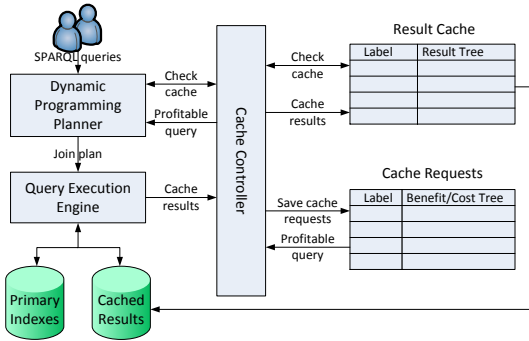 SPARQL queries
Dynamic
Programming
Planner
Check
cache
Profitable
query
Join plan
Query Execution
Engine
Cache
results
Primary
Indexes
Cached
Results
Cache Controller
Check
cache
Cache
results
Save cache
requests
Profitable
query
Result Cache
Label Result Tree
Cache Requests
Label Benefit/Cost Tree